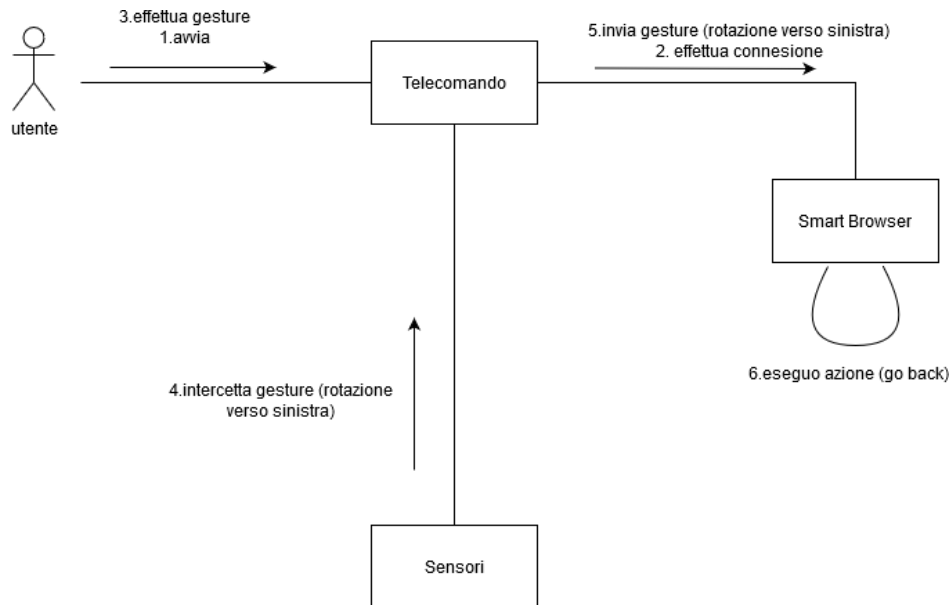 3.effettua gesture
1.avvia
5.invia gesture (rotazione verso sinistra)
2. effettua connesione
Telecomando
utente
Smart Browser
4.intercetta gesture (rotazione
verso sinistra)
6.eseguo azione (go back)
Sensori